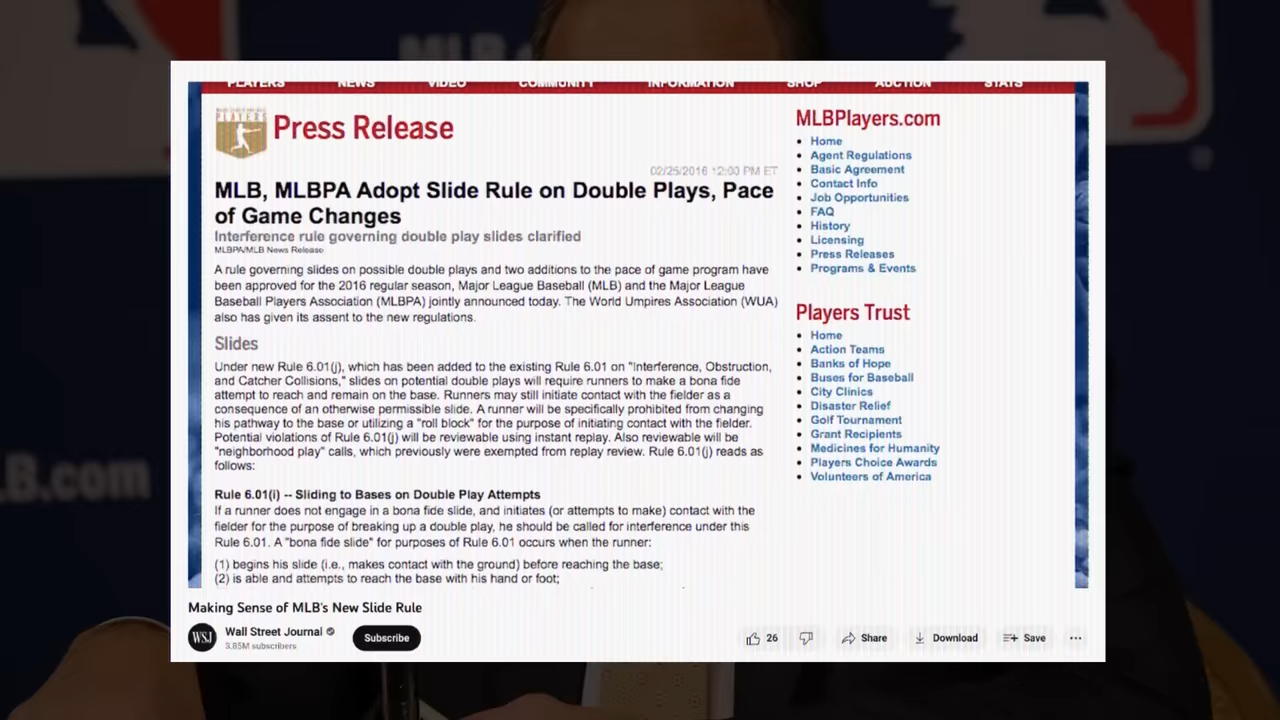 MLB
PLAYERS NEWS VIDEO COMMUNITY INFORMATION SHOP AUCTION STATS
PLAYERS
Press Release
02/25/2016 12:00 PM ET
MLB, MLBPA Adopt Slide Rule on Double Plays, Pace
of Game Changes
Interference rule governing double play slides clarified
MLBPA/MLB News Release
A rule governing slides on possible double plays and two additions to the pace of game program have
been approved for the 2016 regular season, Major League Baseball (MLB) and the Major League
Baseball Players Association (MLBPA) jointly announced today. The World Umpires Association (WUA)
also has given its assent to the new regulations.
Slides
Under new Rule 6.01(j), which has been added to the existing Rule 6.01 on "Interference, Obstruction,
and Catcher Collisions," slides on potential double plays will require runners to make a bona fide
attempt to reach and remain on the base. Runners may still initiate contact with the fielder as a
consequence of an otherwise permissible slide. A runner will be specifically prohibited from changing
his pathway to the base or utilizing a "roll block" for the purpose of initiating contact with the fielder.
Potential violations of Rule 6.01(j) will be reviewable using instant replay. Also reviewable will be
"neighborhood play" calls, which previously were exempted from replay review. Rule 6.01(j) reads as
follows:
Rule 6.01(i) -- Sliding to Bases on Double Play Attempts
If a runner does not engage in a bona fide slide, and initiates (or attempts to make) contact with the
fielder for the purpose of breaking up a double play, he should be called for interference under this
Rule 6.01. A "bona fide slide" for purposes of Rule 6.01 occurs when the runner:
(1) begins his slide (i.e., makes contact with the ground) before reaching the base;
(2) is able and attempts to reach the base with his hand or foot;
MLBPlayers.com
Home
Agent Regulations
Basic Agreement
Contact Info
Job Opportunities
FAQ
History
Licensing
Press Releases
Programs & Events
Players Trust
Home
Action Teams
Banks of Hope
Buses for Baseball
City Clinics
Disaster Relief
Golf Tournament
Grant Recipients
Medicines for Humanity
Players Choice Awards
Volunteers of America
LB.com
Making Sense of MLB's New Slide Rule
WSJ
Wall Street Journal
3.85M subscribers
Subscribe
26
Share
Download
Save